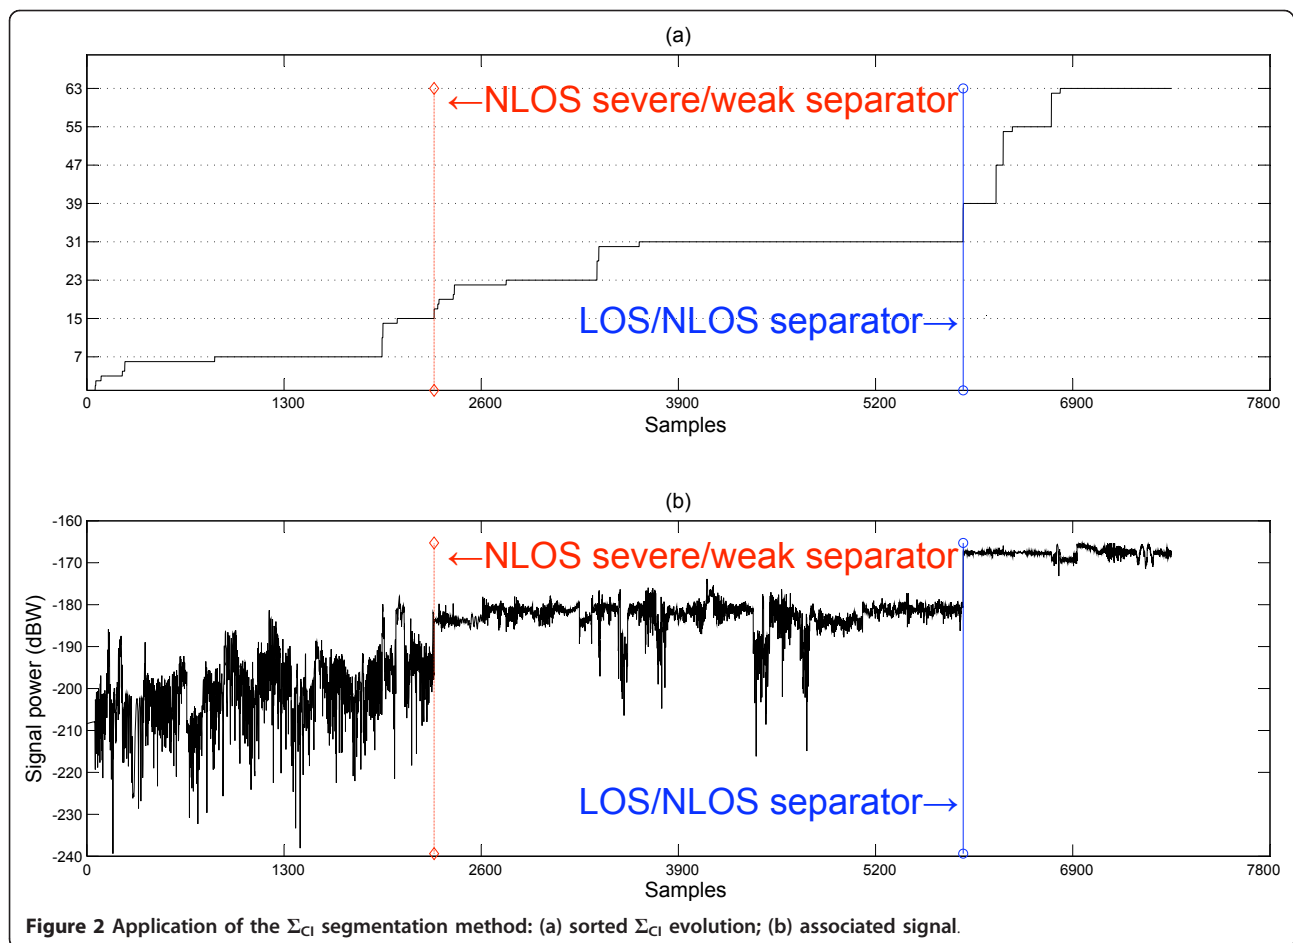 (a)
63
←NLOS severe/weak separator
55
47
39
31
23
LOS/NLOS separator→
15
7
0 1300 2600 3900 5200 6900 7800
Samples
(b)
-160
←NLOS severe/weak separator
-170
-180
-190
-200
-210
-220
-230
LOS/NLOS separator→
-240
Signal power (dBW)
0 1300 2600 3900 5200 6900 7800
Samples
Figure 2 Application of the Σ_CI segmentation method: (a) sorted Σ_CI evolution; (b) associated signal.